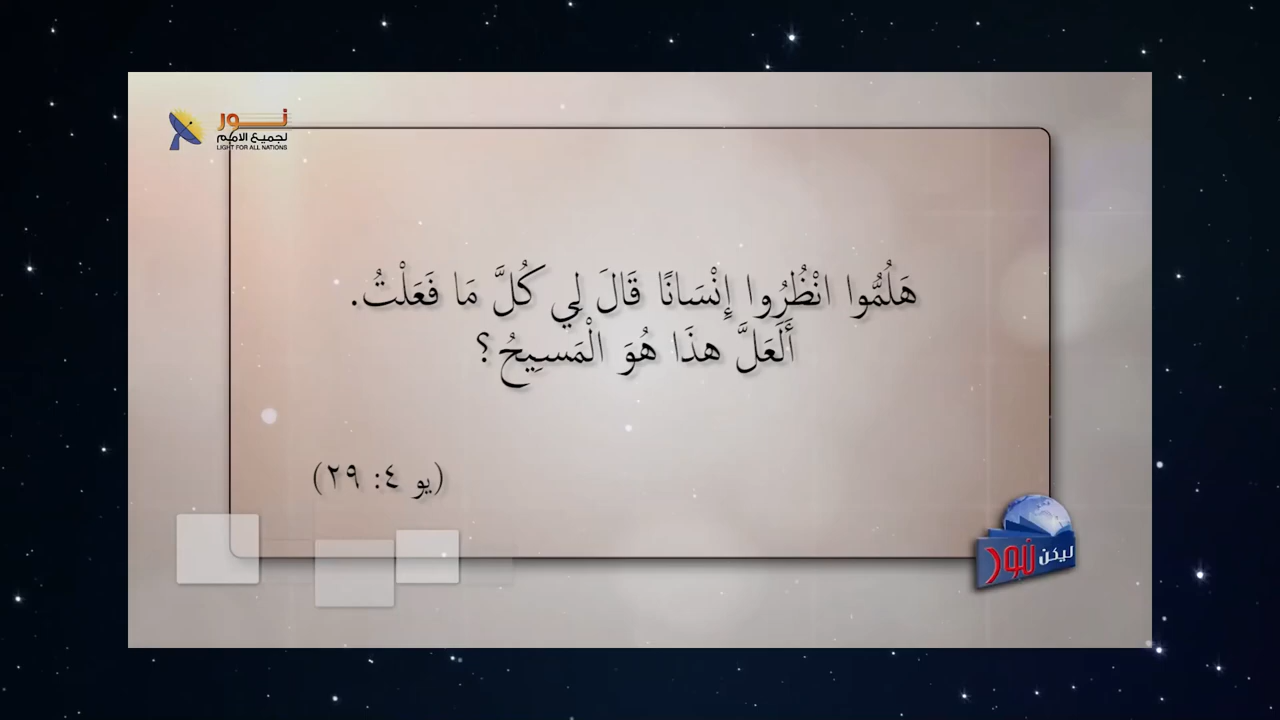 نور
لجميع الامم
LIGHT FOR ALL NATIONS
هَلُمُّوا انْظُرُوا إِنْسَانًا قَالَ لِي كُلَّ مَا فَعَلْتُ.
أَلَعَلَّ هذَا هُوَ الْمَسِيحُ؟
(يو ٤: ٢٩)
ليكن نور